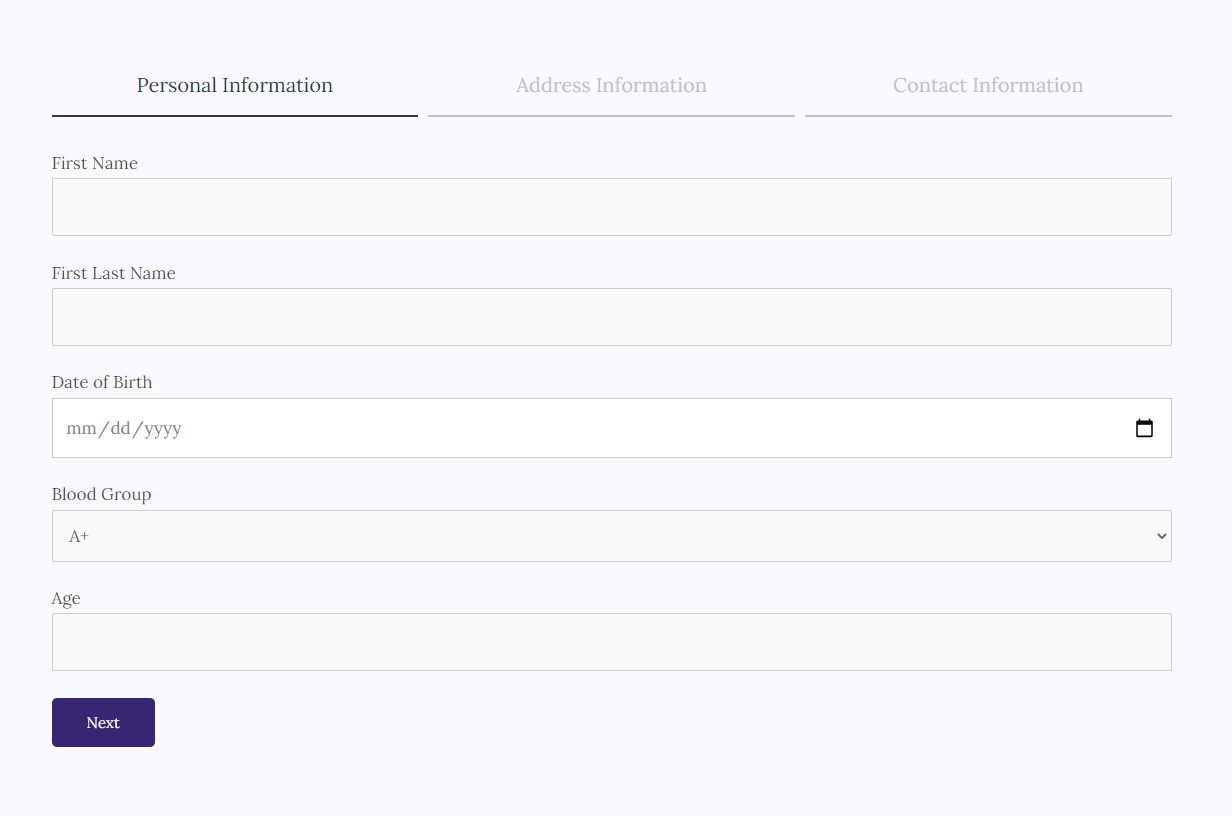 Personal Information
Address Information
Contact Information
First Name
First Last Name
Date of Birth
mm/dd/yyyy
Blood Group
A+
Age
Next